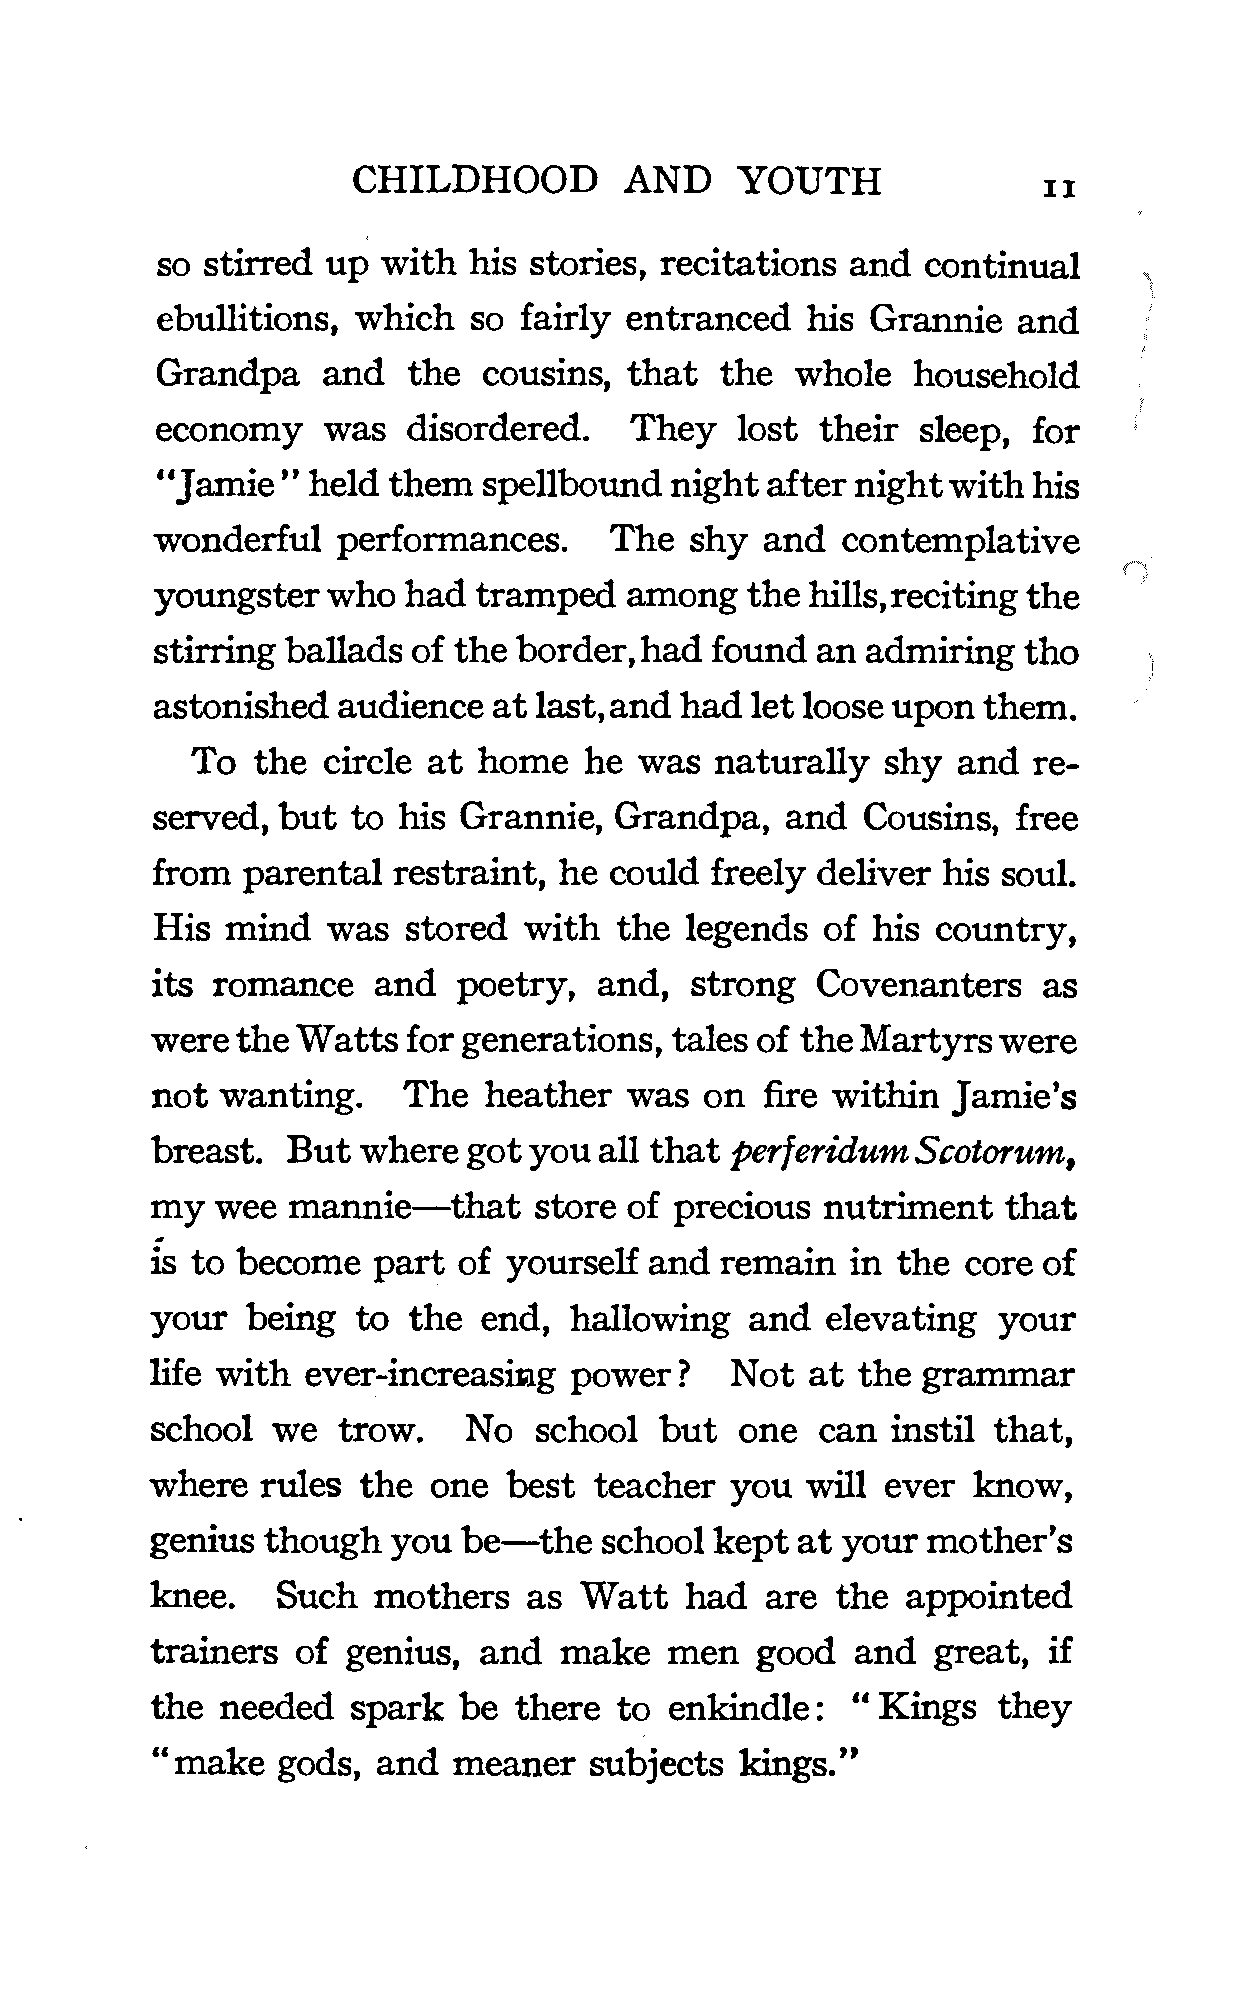 CHILDHOOD AND YOUTH 11
so stirred up with his stories, recitations and continual
ebullitions, which so fairly entranced his Grannie and
Grandpa and the cousins, that the whole household
economy was disordered. They lost their sleep, for
"Jamie" held them spellbound night after night with his
wonderful performances. The shy and contemplative
youngster who had tramped among the hills, reciting the
stirring ballads of the border, had found an admiring tho
astonished audience at last, and had let loose upon them.
To the circle at home he was naturally shy and re-
served, but to his Grannie, Grandpa, and Cousins, free
from parental restraint, he could freely deliver his soul.
His mind was stored with the legends of his country,
its romance and poetry, and, strong Covenanters as
were the Watts for generations, tales of the Martyrs were
not wanting. The heather was on fire within Jamie's
breast. But where got you all that perferidum Scotorum,
my wee mannie—that store of precious nutriment that
is to become part of yourself and remain in the core of
your being to the end, hallowing and elevating your
life with ever-increasing power? Not at the grammar
school we trow. No school but one can instil that,
where rules the one best teacher you will ever know,
genius though you be—the school kept at your mother's
knee. Such mothers as Watt had are the appointed
trainers of genius, and make men good and great, if
the needed spark be there to enkindle: "Kings they
"make gods, and meaner subjects kings."